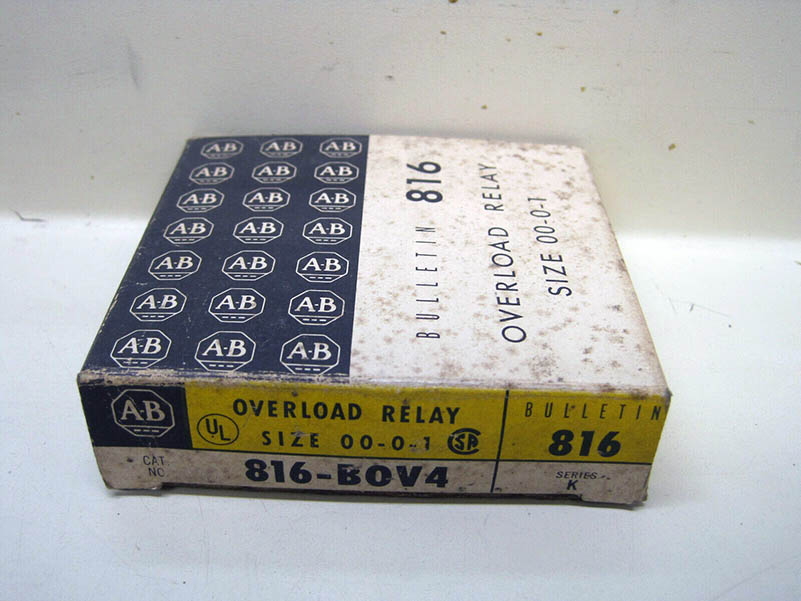 A-B A-B A-B
A-B A-B A-B
A-B A-B A-B
A-B A-B A-B
A-B A-B A-B
A-B A-B A-B
A-B A-B A-B
BULLETIN 816
OVERLOAD RELAY
SIZE 00-0-1
A-B
UL
OVERLOAD RELAY
SIZE 00-0-1 SA
BULLETIN
816
CAT.
NO.
816-BOV4
SERIES
K